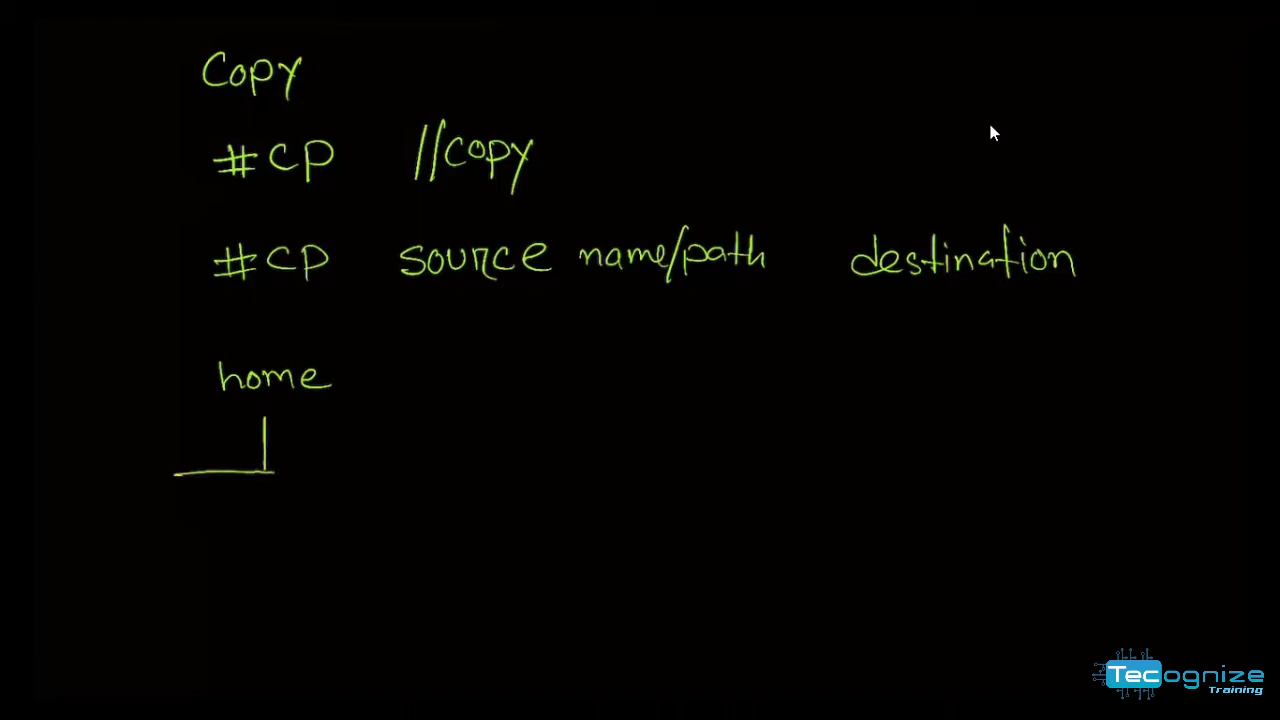 Copy
#CP //Copy
#CP source name/path destination
home
Tecognize
Training